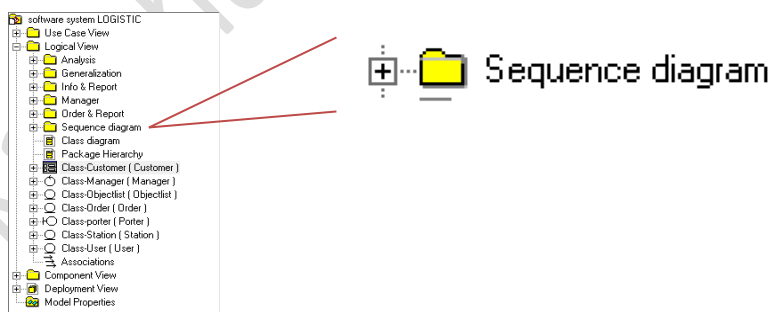 software system LOGISTIC
Use Case View
Logical View
Analysis
Generalization
Info & Report
Manager
Order & Report
Sequence diagram
Class diagram
Package Hierarchy
Class-Customer ( Customer )
Class-Manager ( Manager )
Class-Objectlist ( Objectlist )
Class-Order ( Order )
Class-porter ( Porter )
Class-Station ( Station )
Class-User ( User )
Associations
Component View
Deployment View
Model Properties
Sequence diagram